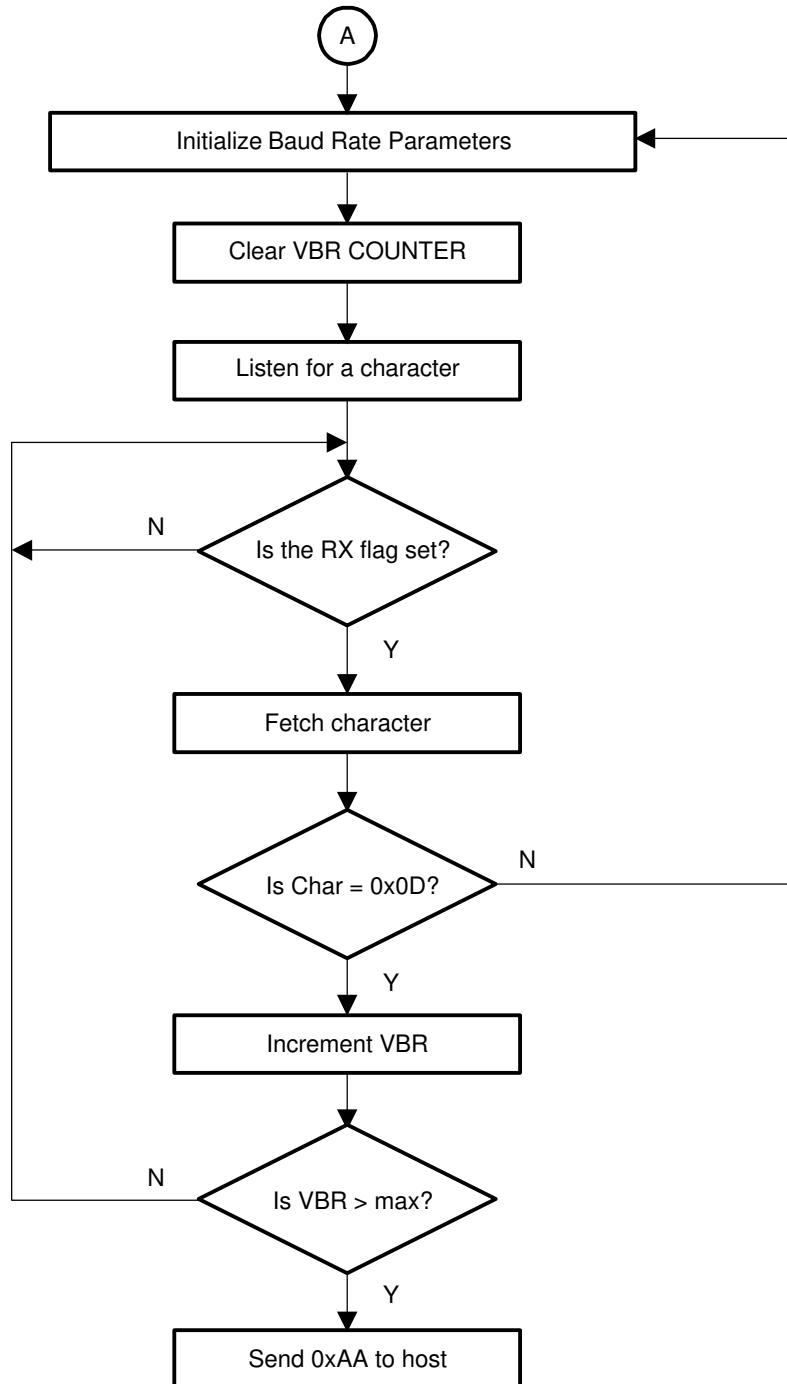 A
Initialize Baud Rate Parameters
Clear VBR COUNTER
Listen for a character
N
Is the RX flag set?
Y
Fetch character
N
Is Char = 0x0D?
Y
Increment VBR
N
Is VBR > max?
Y
Send 0xAA to host